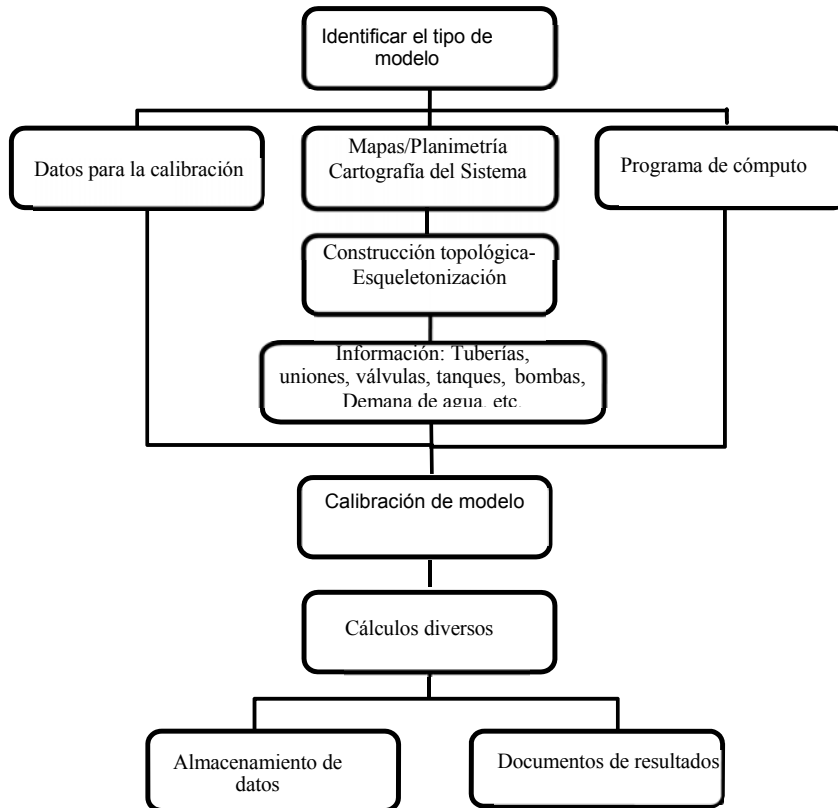 Identificar el tipo de
modelo
Datos para la calibración
Mapas/Planimetría
Cartografía del Sistema
Programa de cómputo
Construcción topológica-
Esqueletonización
Información: Tuberías,
uniones, válvulas, tanques, bombas,
Demana de agua, etc.
Calibración de modelo
Cálculos diversos
Almacenamiento de
datos
Documentos de resultados